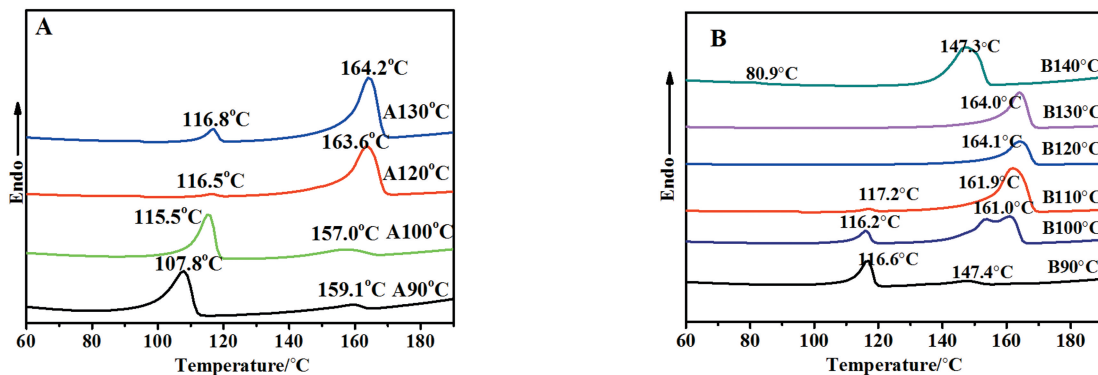 A
164.2°C
A130°C
116.8°C
163.6°C
A120°C
116.5°C
115.5°C
157.0°C A100°C
107.8°C
159.1°C A90°C
Endo
60 80 100 120 140 160 180
Temperature/°C
B
147.3°C
B140°C
80.9°C
164.0°C
B130°C
164.1°C
B120°C
161.9°C
117.2°C
B110°C
161.0°C
116.2°C
B100°C
116.6°C
147.4°C
B90°C
Endo
60 80 100 120 140 160 180
Temperature/°C